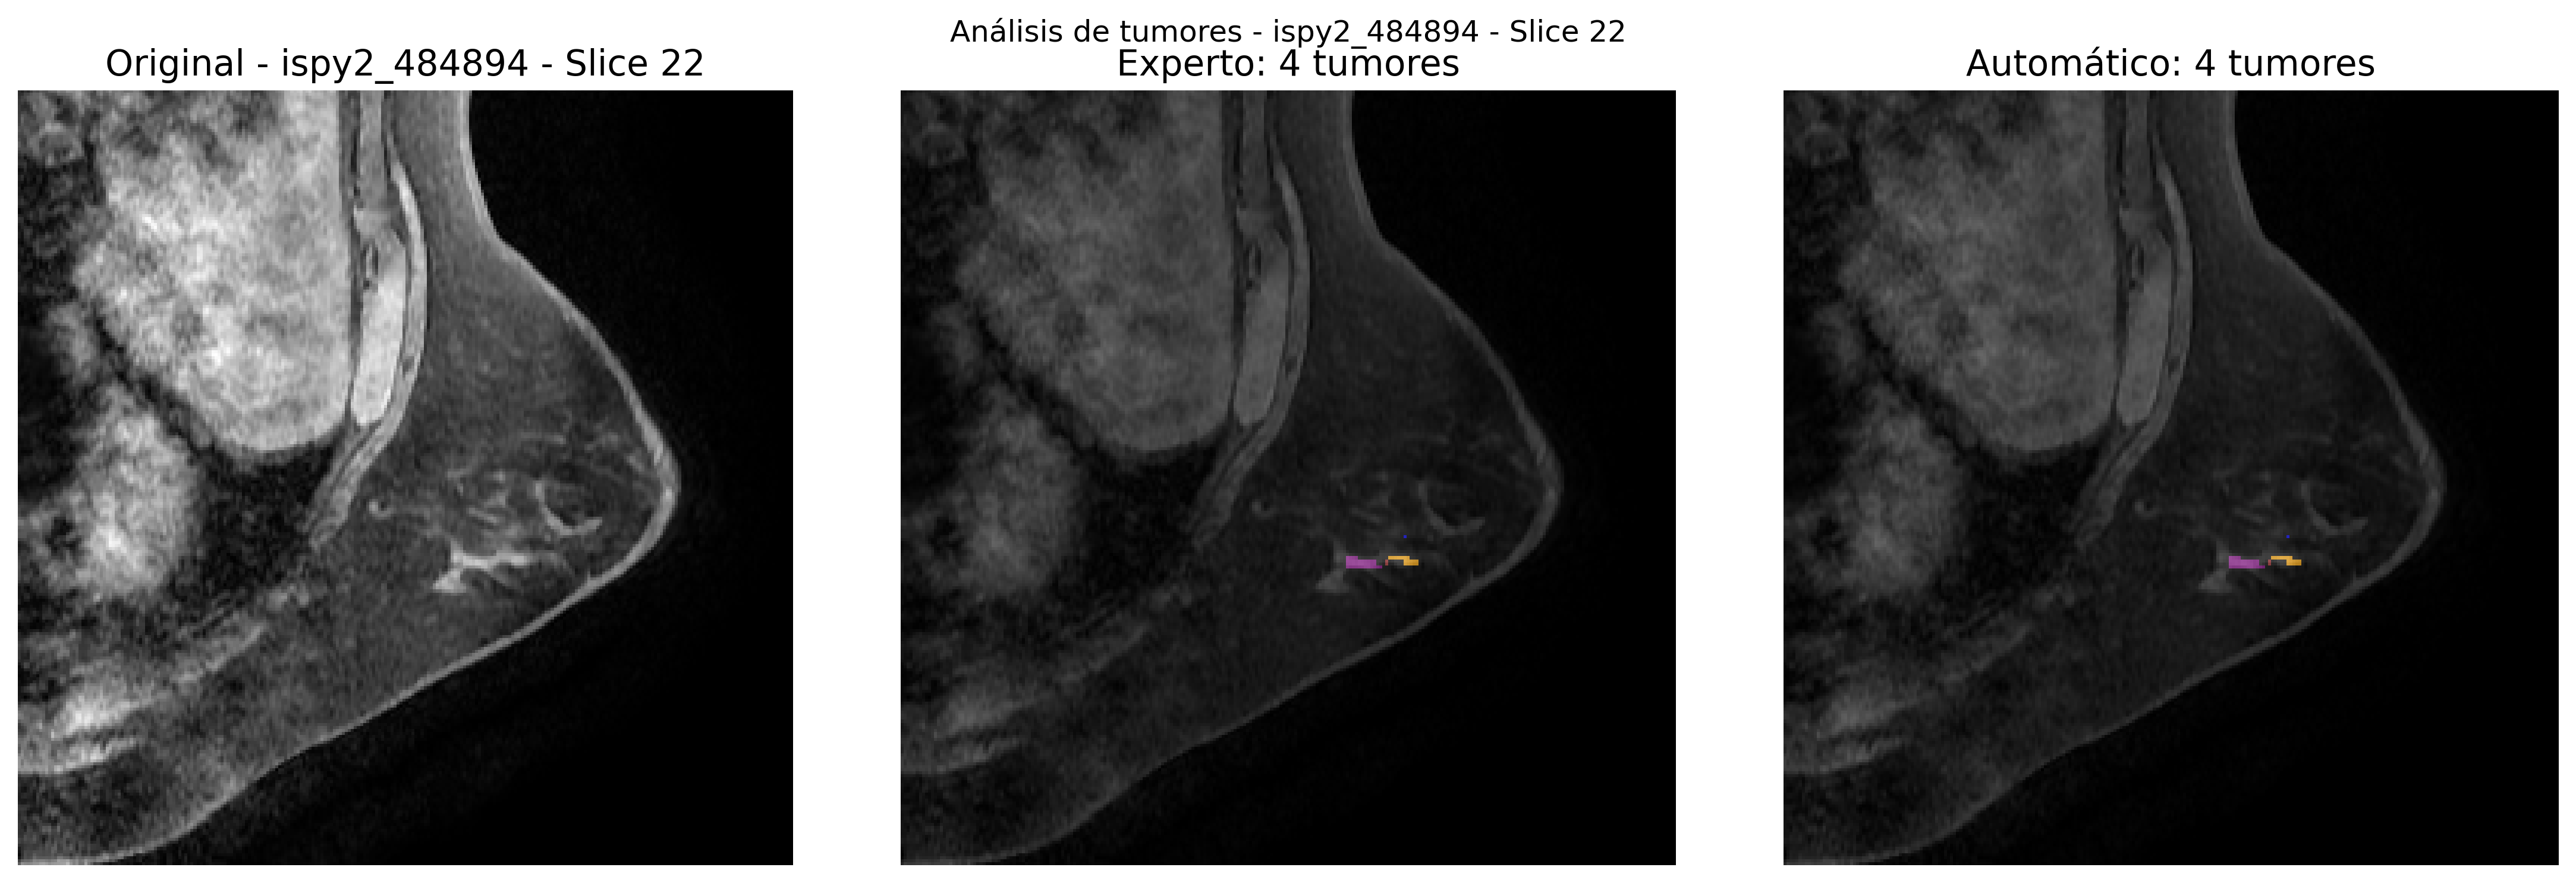 Análisis de tumores - ispy2_484894 - Slice 22
Original - ispy2_484894 - Slice 22
Experto: 4 tumores
Automático: 4 tumores